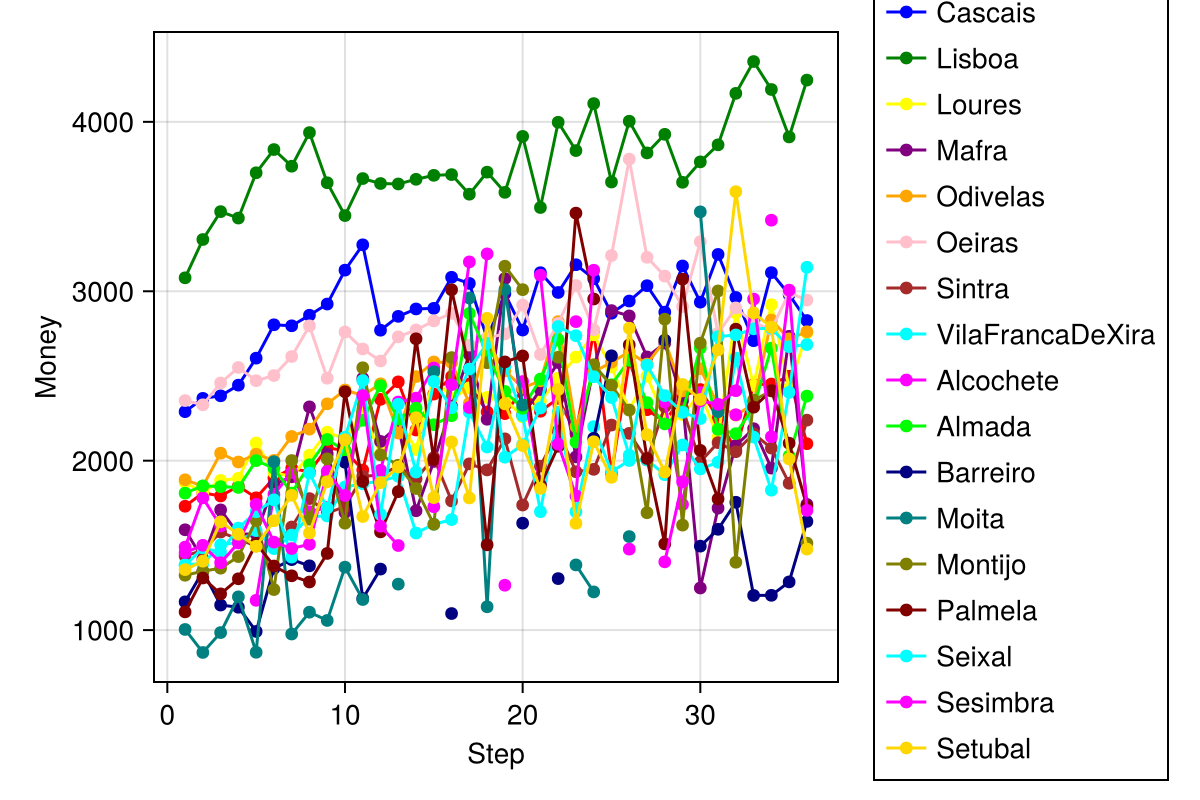 Cascais
Lisboa
Loures
Mafra
Odivelas
Oeiras
Sintra
VilaFrancaDeXira
Alcochete
Almada
Barreiro
Moita
Montijo
Palmela
Seixal
Sesimbra
Setubal
4000
3000
2000
1000
Money
0 10 20 30
Step